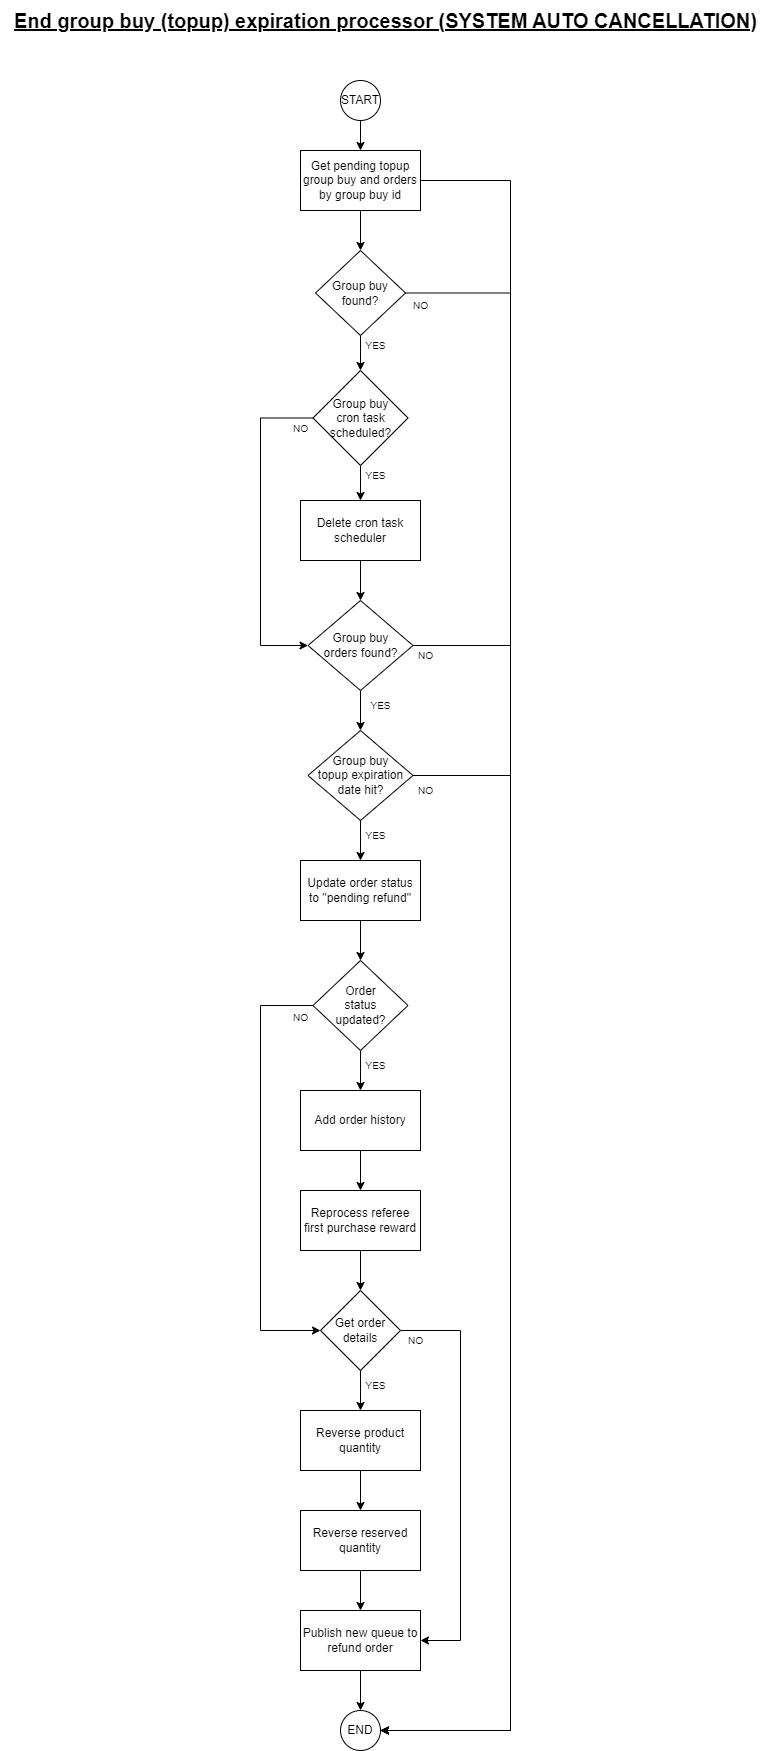 End group buy (topup) expiration processor (SYSTEM AUTO CANCELLATION)
START
Get pending topup
group buy and orders
by group buy id
Group buy
found?
NO
YES
Group buy
cron task
scheduled?
NO
YES
Delete cron task
scheduler
Group buy
orders found?
NO
YES
Group buy
topup expiration
date hit?
NO
YES
Update order status
to "pending refund"
Order
status
updated?
NO
YES
Add order history
Reprocess referee
first purchase reward
Get order
details
NO
YES
Reverse product
quantity
Reverse reserved
quantity
Publish new queue to
refund order
END